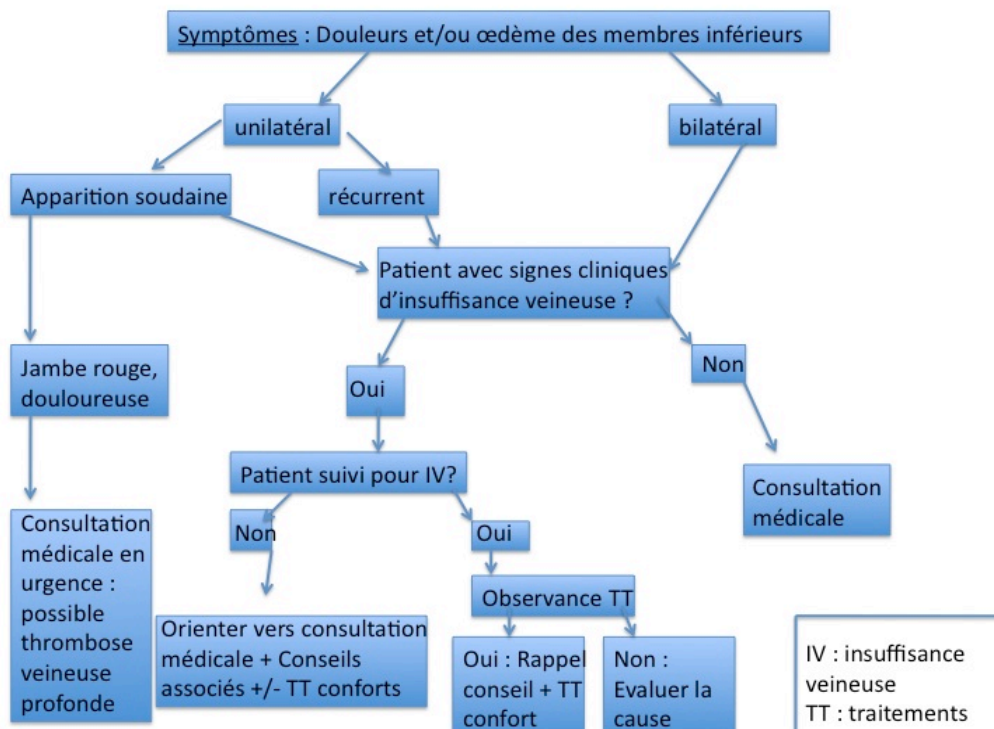 Symptômes : Douleurs et/ou œdème des membres inférieurs
unilatéral
bilatéral
Apparition soudaine
récurrent
Patient avec signes cliniques
d’insuffisance veineuse ?
Jambe rouge,
douloureuse
Oui
Non
Patient suivi pour IV?
Consultation
médicale
Non
Oui
Consultation
médicale en
urgence :
possible
thrombose
veineuse
profonde
Observance TT
Orienter vers consultation
médicale + Conseils
associés +/- TT conforts
Oui : Rappel
conseil + TT
confort
Non :
Evaluer la
cause
IV : insuffisance
veineuse
TT : traitements